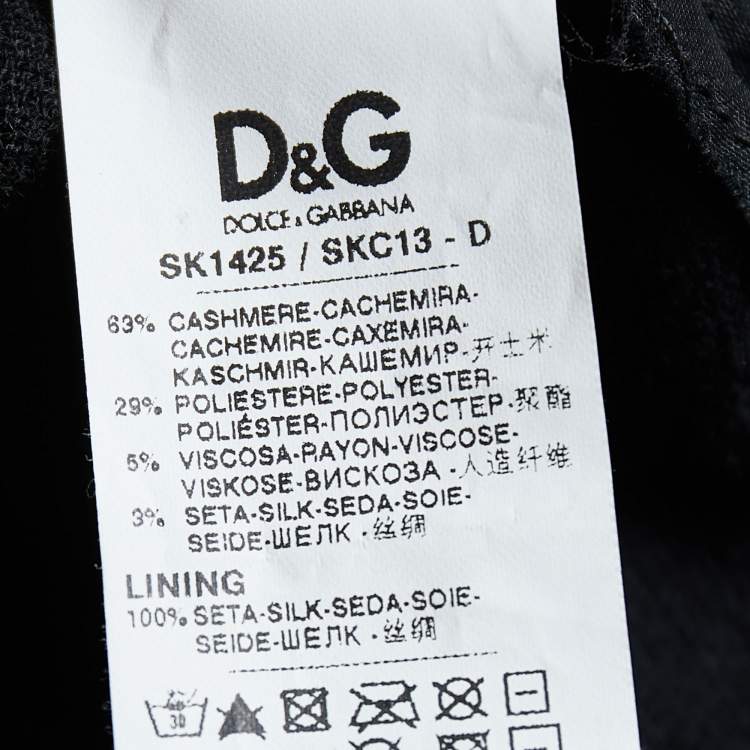 D&G
DOLCE & GABBANA
SK1425 / SKC13 - D
63% CASHMERE-CACHEMIRA-
CACHEMIRE-CAXEMIRA-
KASCHMIR-КАШЕМИР-开士米
29% POLIESTERE-POLYESTER-
POLIÉSTER-ПОЛИЭСТЕР-聚酯
5% VISCOSA-RAYON-VISCOSE-
VISKOSE-ВИСКОЗА-人造纤维
3% SETA-SILK-SEDA-SOIE-
SEIDE-ШЕЛК-丝绸
LINING
100% SETA-SILK-SEDA-SOIE-
SEIDE-ШЕЛК-丝绸
30